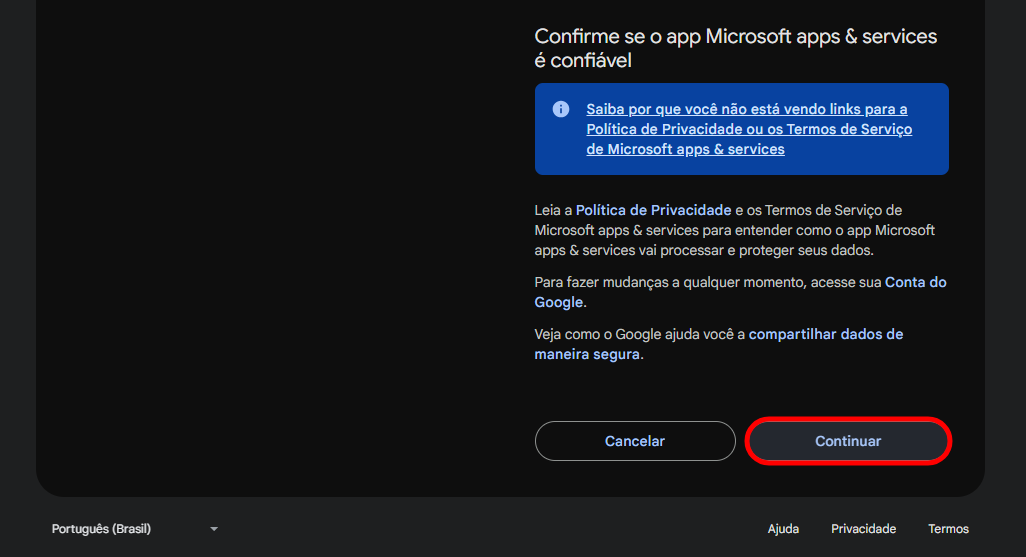 Confirme se o app Microsoft apps & services
é confiável
Saiba por que você não está vendo links para a
Política de Privacidade ou os Termos de Serviço
de Microsoft apps & services
Leia a Política de Privacidade e os Termos de Serviço de
Microsoft apps & services para entender como o app Microsoft
apps & services vai processar e proteger seus dados.
Para fazer mudanças a qualquer momento, acesse sua Conta do
Google.
Veja como o Google ajuda você a compartilhar dados de
maneira segura.
Cancelar
Continuar
Português (Brasil)
Ajuda
Privacidade
Termos